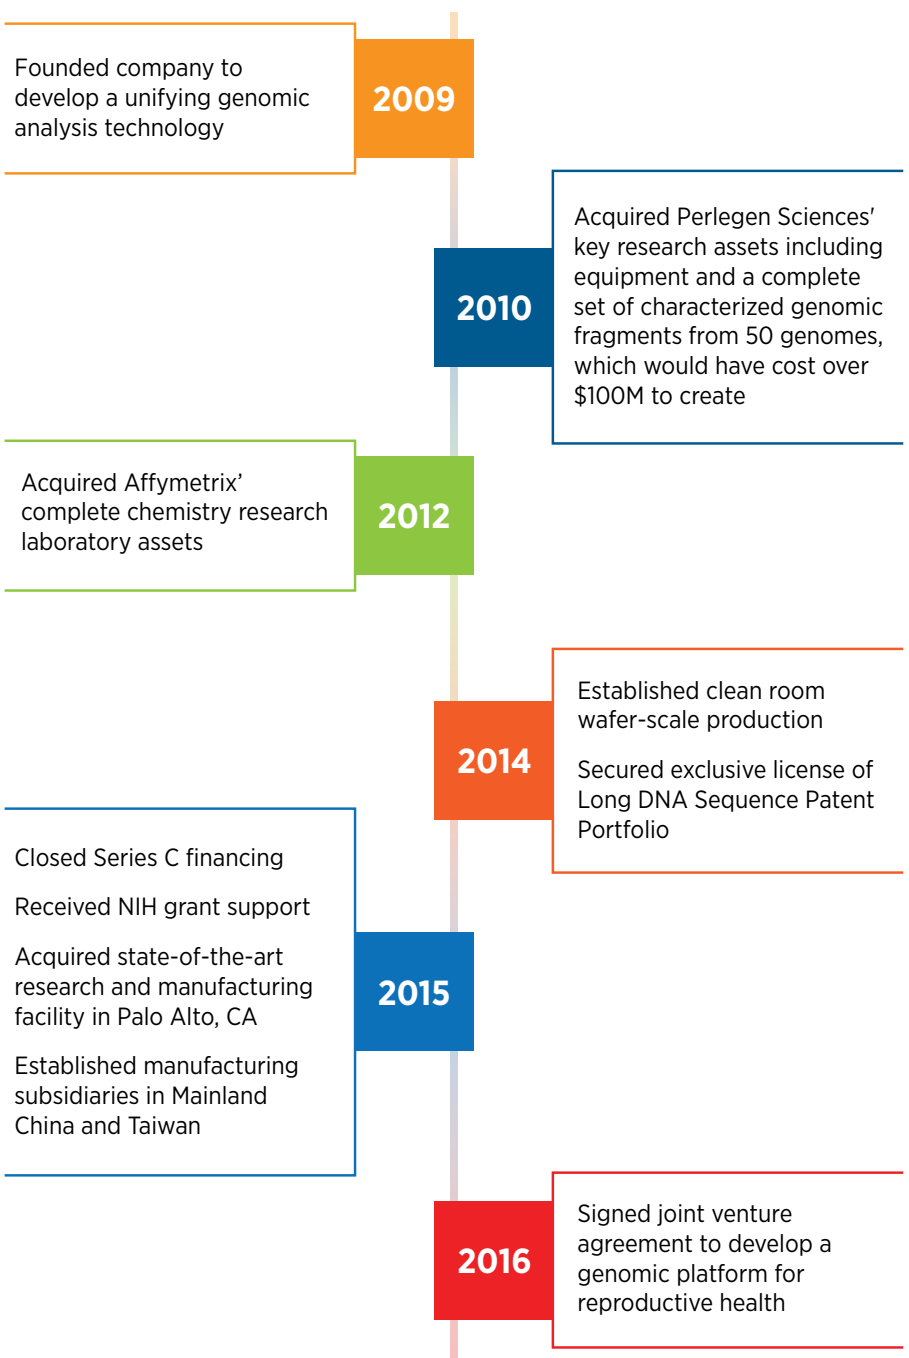 Founded company to
develop a unifying genomic
analysis technology
2009
Acquired Perlegen Sciences'
key research assets including
equipment and a complete
set of characterized genomic
fragments from 50 genomes,
which would have cost over
$100M to create
2010
Acquired Affymetrix’
complete chemistry research
laboratory assets
2012
Established clean room
wafer-scale production
Secured exclusive license of
Long DNA Sequence Patent
Portfolio
2014
Closed Series C financing
Received NIH grant support
Acquired state-of-the-art
research and manufacturing
facility in Palo Alto, CA
Established manufacturing
subsidiaries in Mainland
China and Taiwan
2015
Signed joint venture
agreement to develop a
genomic platform for
reproductive health
2016